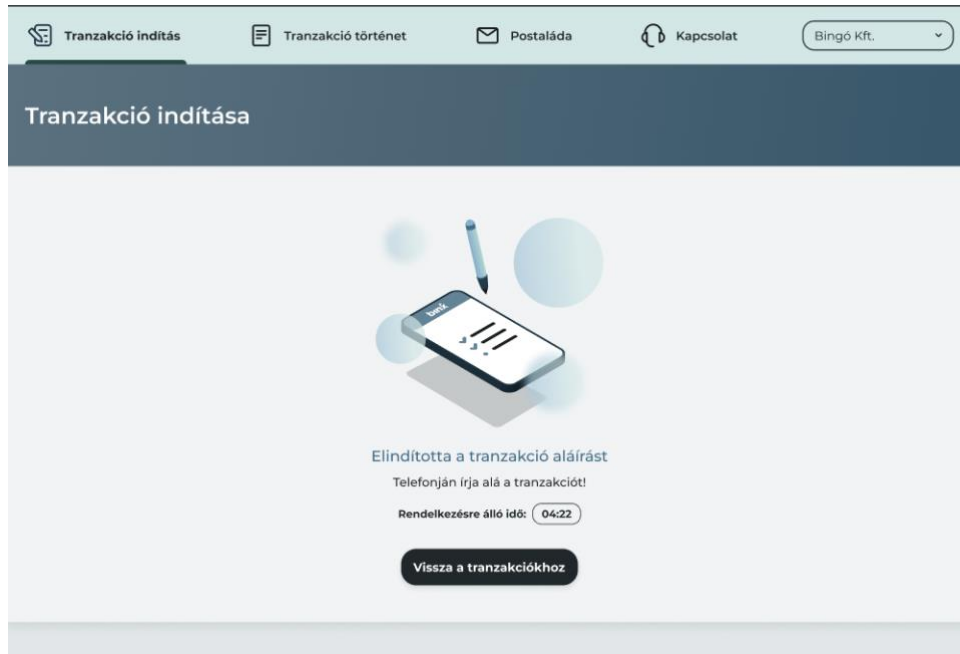 Tranzakció indítás
Tranzakció történet
Postaláda
Kapcsolat
Bingó Kft.
Tranzakció indítása
bink
Elindította a tranzakció aláírást
Telefonján írja alá a tranzakciót!
Rendelkezésre álló idő: 04:22
Vissza a tranzakciókhoz